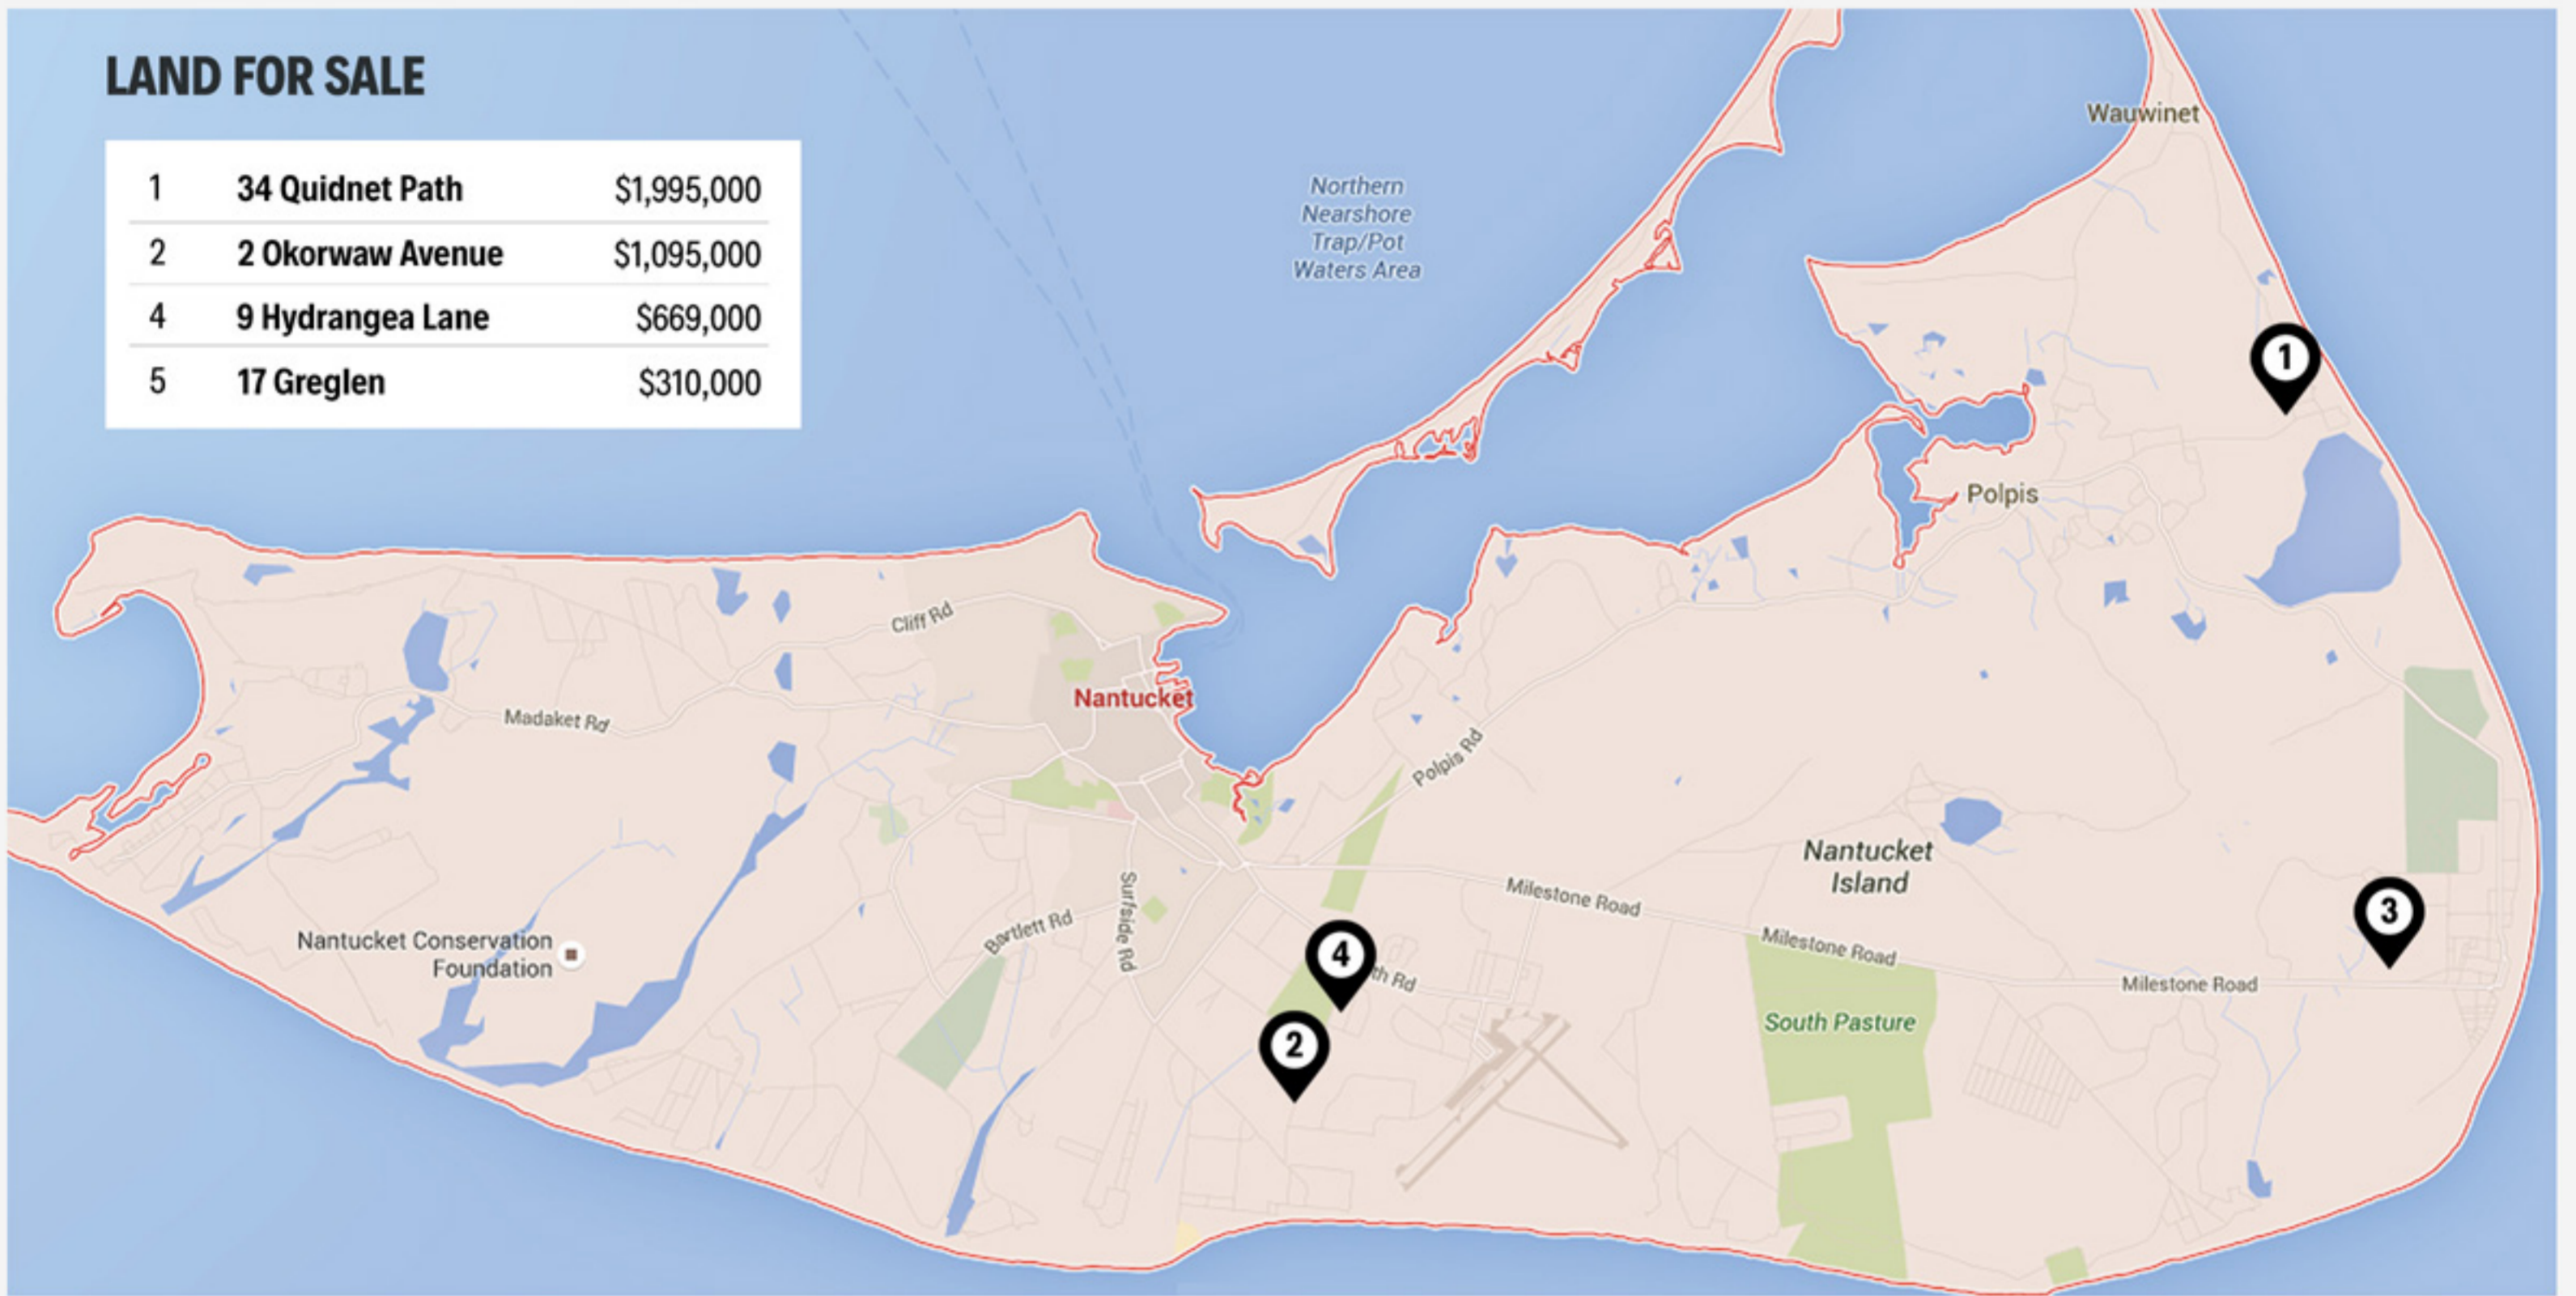 LAND FOR SALE
1 34 Quidnet Path $1,995,000
2 2 Okorwaw Avenue $1,095,000
4 9 Hydrangea Lane $669,000
5 17 Greglen $310,000
Northern
Nearshore
Trap/Pot
Waters Area
Wauwinet
1
Polpis
Cliff Rd
Nantucket
Madaket Rd
Polpis Rd
Nantucket
Island
Milestone Road
3
Surfside Rd
Bartlett Rd
Nantucket Conservation
Foundation
4
th Rd
Milestone Road
Milestone Road
South Pasture
2